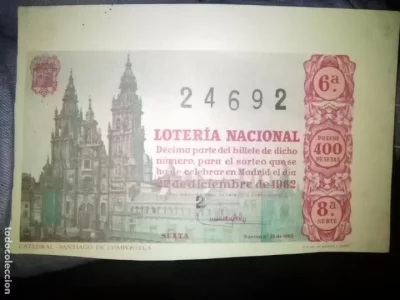 24692
6ª
LOTERÍA NACIONAL
Décima parte del billete de dicho
número, para el sorteo que se
ha de celebrar en Madrid el día
22 de diciembre de 1962
PRECIO
400
PESETAS
2
8ª
SERIE
SEXTA
CATEDRAL - SANTIAGO DE COMPOSTELA
todocoleccion